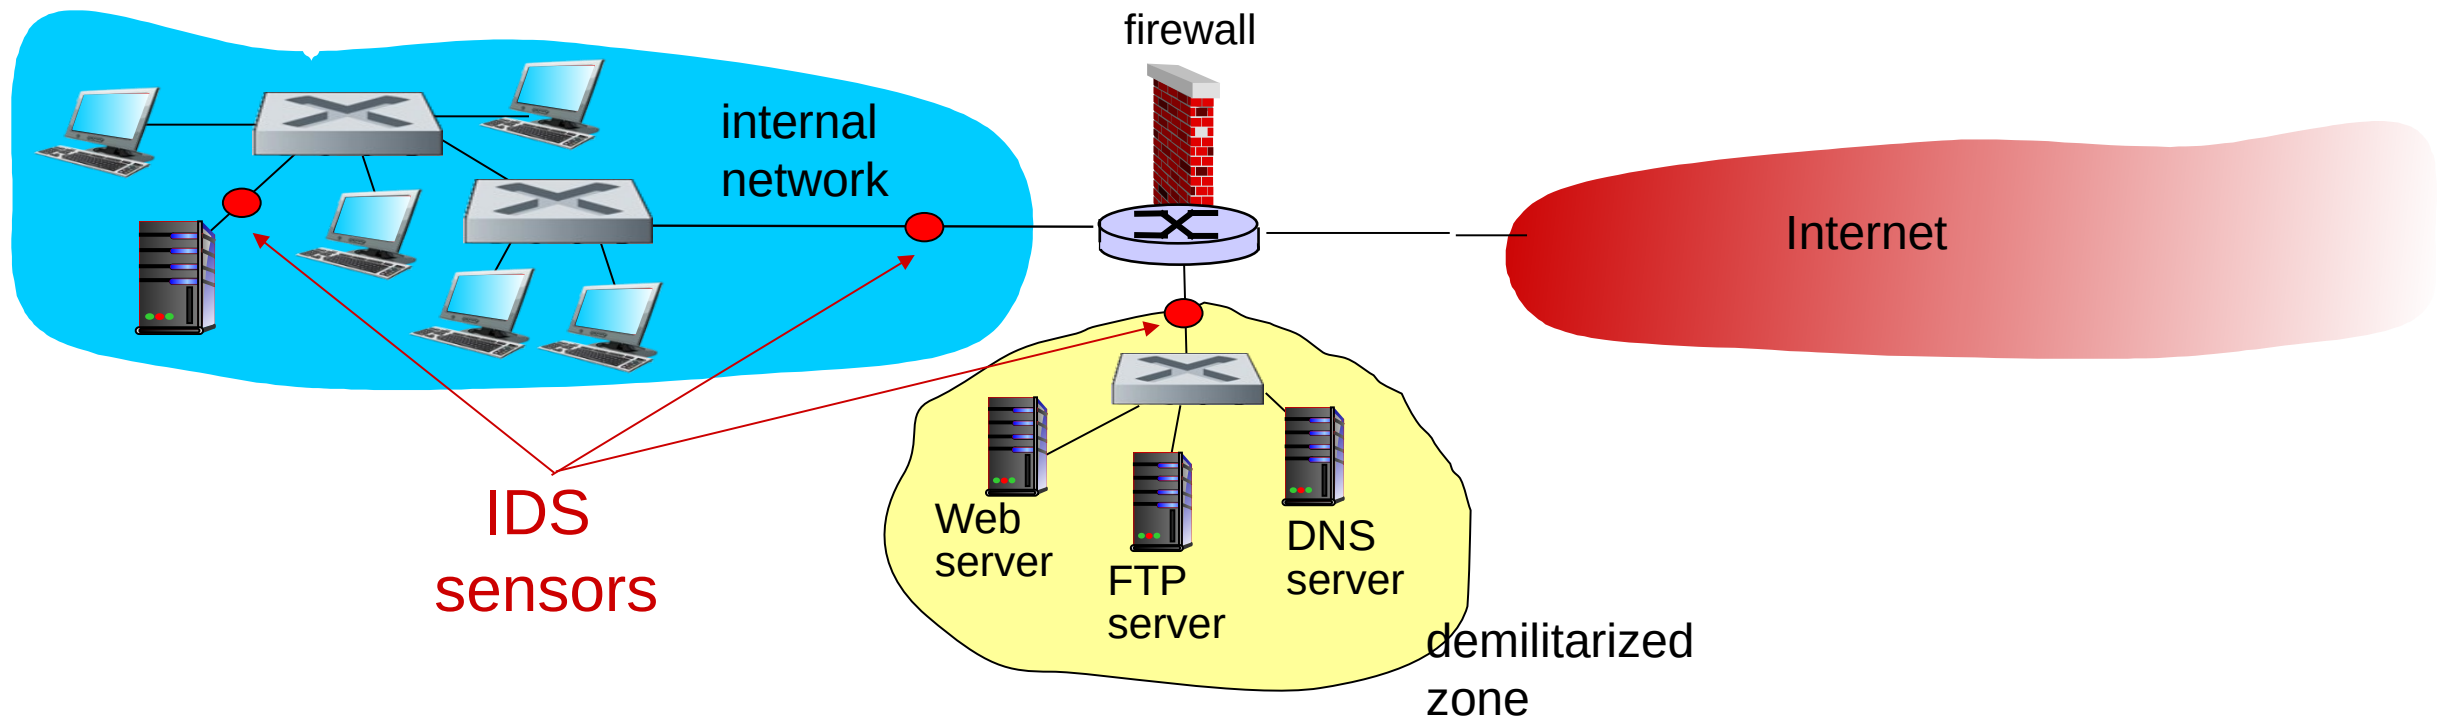 firewall
internal
network
Internet
IDS
sensors
Web
server
FTP
server
DNS
server
demilitarized
zone